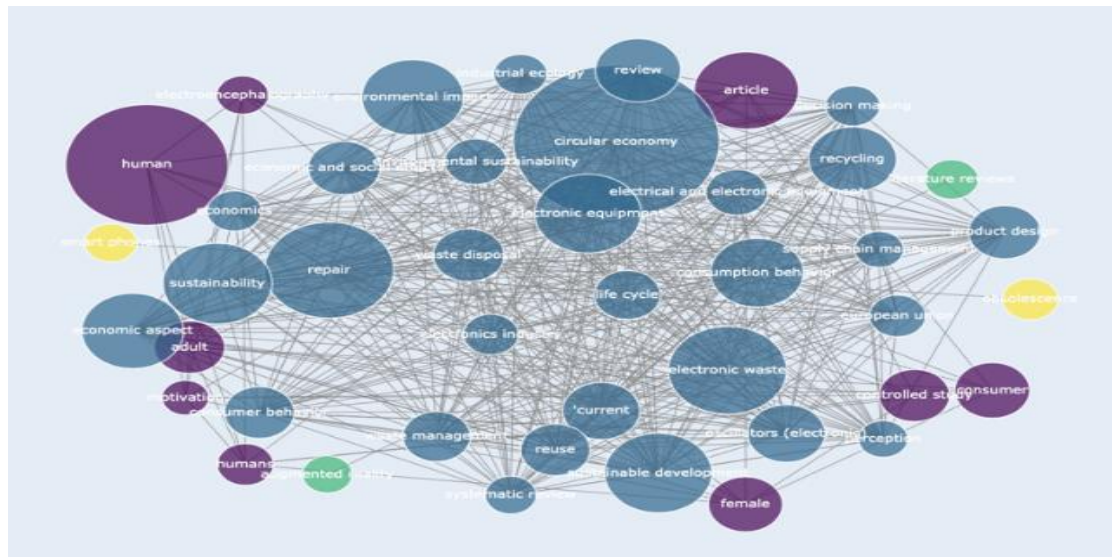 industrial ecology
review
article
electroencephalography
environmental impact
decision making
circular economy
human
economic and social
environmental sustainability
recycling
literature reviews
electrical and electronic equipment
economics
electronic equipment
smart phones
waste disposal
supply chain management
product design
sustainability
repair
consumption behavior
life cycle
obsolescence
economic aspect
electronics industry
european union
adult
electronic waste
motivation
consumer behavior
'current
controlled study
consumer
waste management
oscillators (electronic)
perception
reuse
humans
augmented reality
sustainable development
systematic review
female